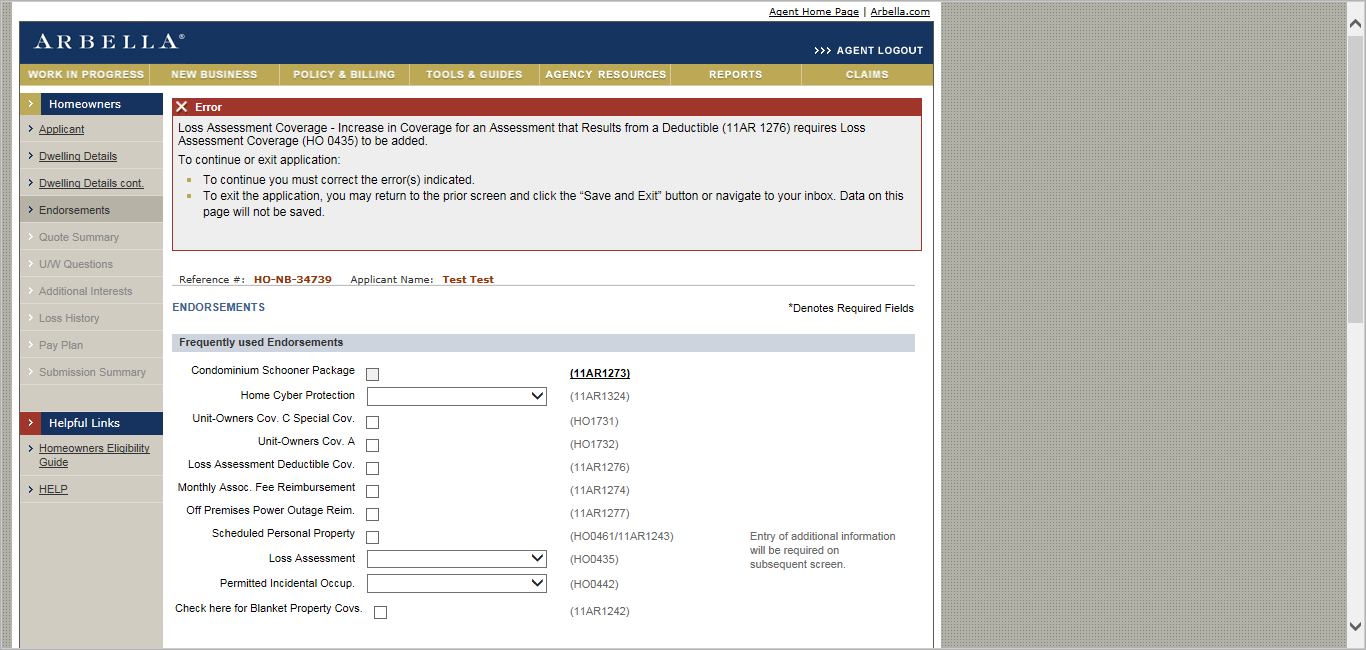 Agent Home Page | Arbella.com
ARBELLA®
>>> AGENT LOGOUT
WORK IN PROGRESS NEW BUSINESS POLICY & BILLING TOOLS & GUIDES AGENCY RESOURCES REPORTS CLAIMS
Homeowners
Applicant
Dwelling Details
Dwelling Details cont.
Endorsements
Quote Summary
U/W Questions
Additional Interests
Loss History
Pay Plan
Submission Summary
Helpful Links
Homeowners Eligibility
Guide
HELP
Error
Loss Assessment Coverage - Increase in Coverage for an Assessment that Results from a Deductible (11AR 1276) requires Loss
Assessment Coverage (HO 0435) to be added.
To continue or exit application:
To continue you must correct the error(s) indicated.
To exit the application, you may return to the prior screen and click the “Save and Exit” button or navigate to your inbox. Data on this
page will not be saved.
Reference #: HO-NB-34739 Applicant Name: Test Test
ENDORSEMENTS
*Denotes Required Fields
Frequently used Endorsements
Condominium Schooner Package (11AR1273)
Home Cyber Protection (11AR1324)
Unit-Owners Cov. C Special Cov. (HO1731)
Unit-Owners Cov. A (HO1732)
Loss Assessment Deductible Cov. (11AR1276)
Monthly Assoc. Fee Reimbursement (11AR1274)
Off Premises Power Outage Reim. (11AR1277)
Scheduled Personal Property (HO0461/11AR1243) Entry of additional information
will be required on
subsequent screen.
Loss Assessment (HO0435)
Permitted Incidental Occup. (HO0442)
Check here for Blanket Property Covs. (11AR1242)